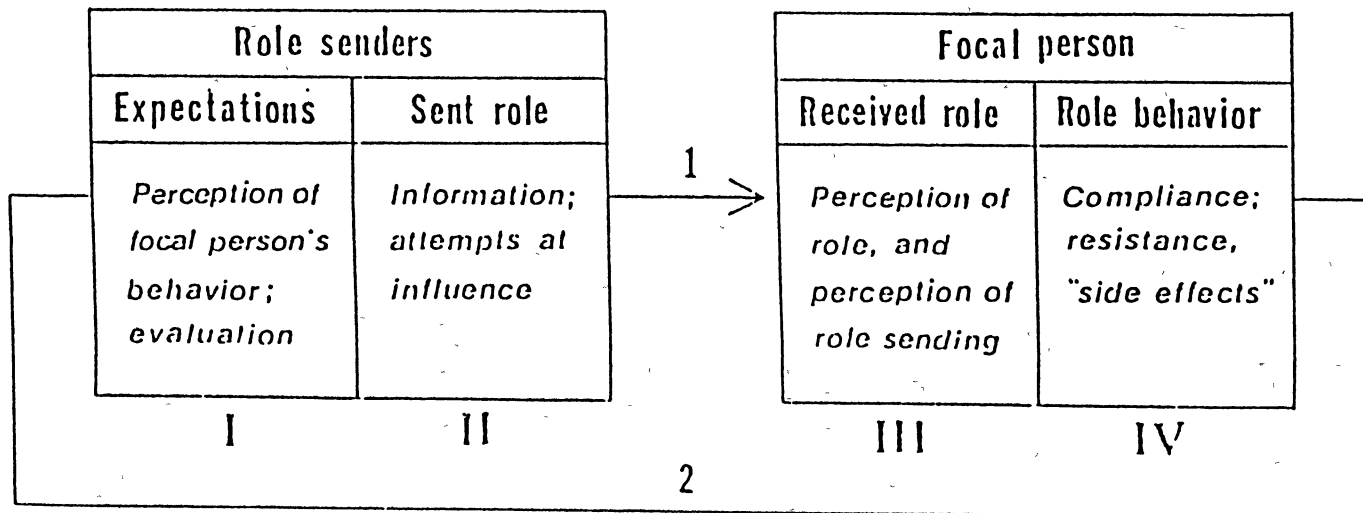 Role senders
Expectations
Sent role
Perception of
focal person's
behavior;
evaluation
Information;
attempts at
influence
I
II
1
Focal person
Received role
Role behavior
Perception of
role, and
perception of
role sending
Compliance;
resistance,
"side effects"
III
IV
2